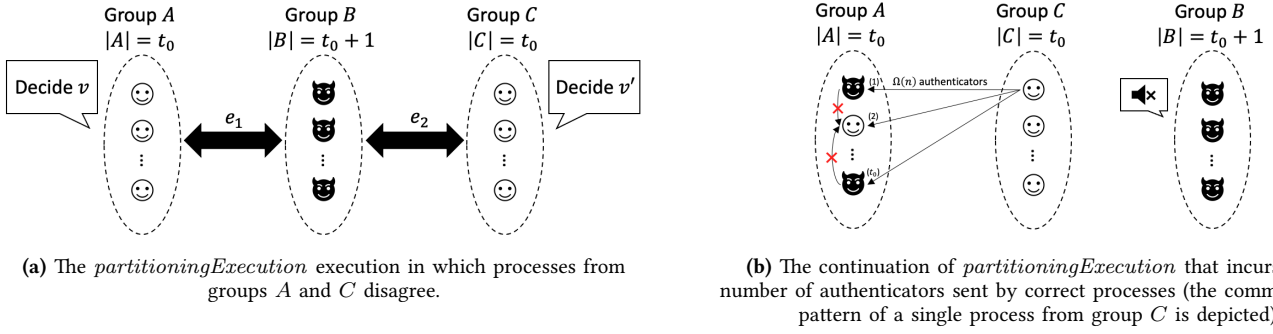 Group A Group B Group C
|A| = t₀ |B| = t₀ + 1 |C| = t₀
Decide v
Decide v′
e₁
e₂
⋮ ⋮ ⋮
(a) The partitioningExecution execution in which processes from
groups A and C disagree.
Group A Group C Group B
|A| = t₀ |C| = t₀ |B| = t₀ + 1
(1) Ω(n) authenticators
(2)
⋮ ⋮ ⋮
(t₀)
(b) The continuation of partitioningExecution that incur
number of authenticators sent by correct processes (the comm
pattern of a single process from group C is depicted)